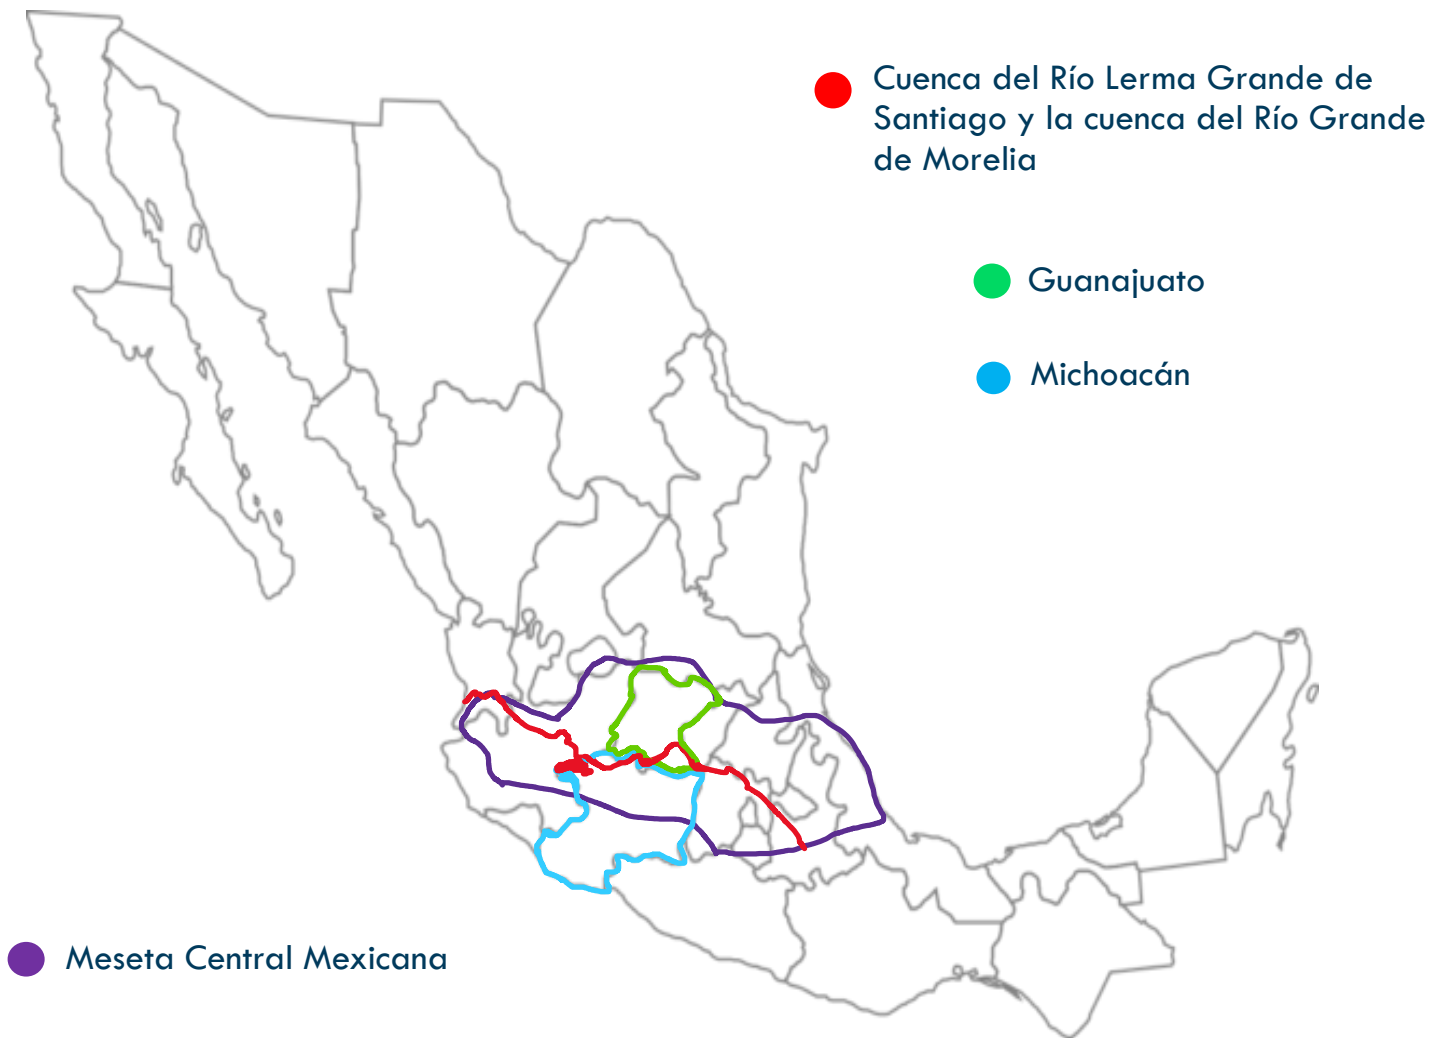 Cuenca del Río Lerma Grande de
Santiago y la cuenca del Río Grande
de Morelia
Guanajuato
Michoacán
Meseta Central Mexicana